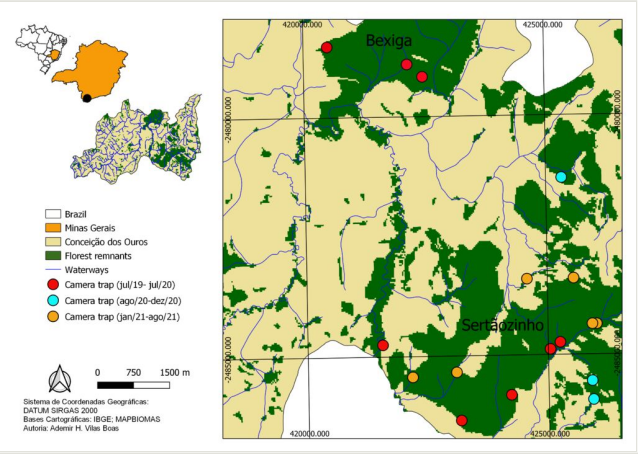 Brazil
Minas Gerais
Conceição dos Ouros
Florest remnants
Waterways
Camera trap (jul/19- jul/20)
Camera trap (ago/20-dez/20)
Camera trap (jan/21-ago/21)
0 750 1500 m
Sistema de Coordenadas Geográficas:
DATUM SIRGAS 2000
Bases Cartográficas: IBGE; MAPBIOMAS
Autoria: Ademir H. Vilas Boas
420000.000 425000.000
Bexiga
-2480000.000 -2480000.000
Sertãozinho
-2485000.000 -2485000.000
420000.000 425000.000